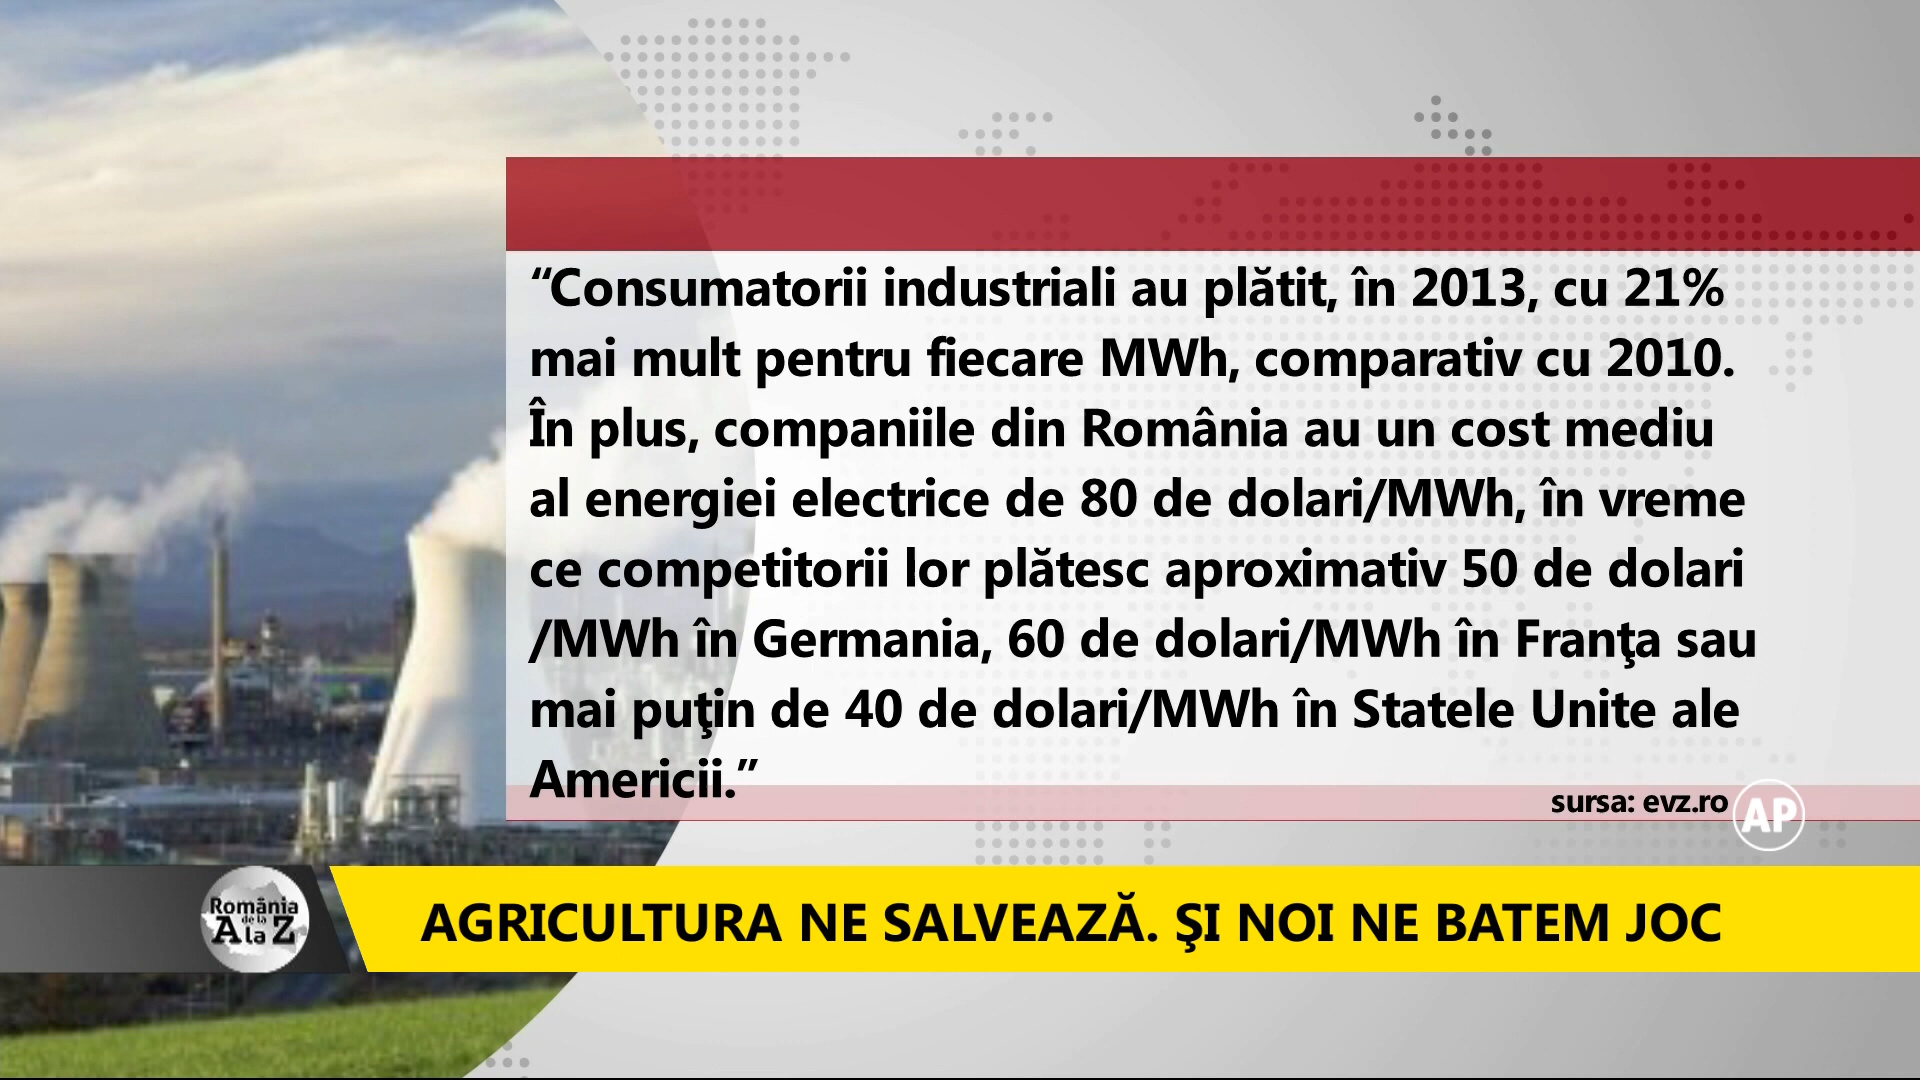 “Consumatorii industriali au plătit, în 2013, cu 21%
mai mult pentru fiecare MWh, comparativ cu 2010.
În plus, companiile din România au un cost mediu
al energiei electrice de 80 de dolari/MWh, în vreme
ce competitorii lor plătesc aproximativ 50 de dolari
/MWh în Germania, 60 de dolari/MWh în Franţa sau
mai puţin de 40 de dolari/MWh în Statele Unite ale
Americii.”
sursa: evz.ro
AP
România
de la
A la Z
AGRICULTURA NE SALVEAZĂ. ŞI NOI NE BATEM JOC